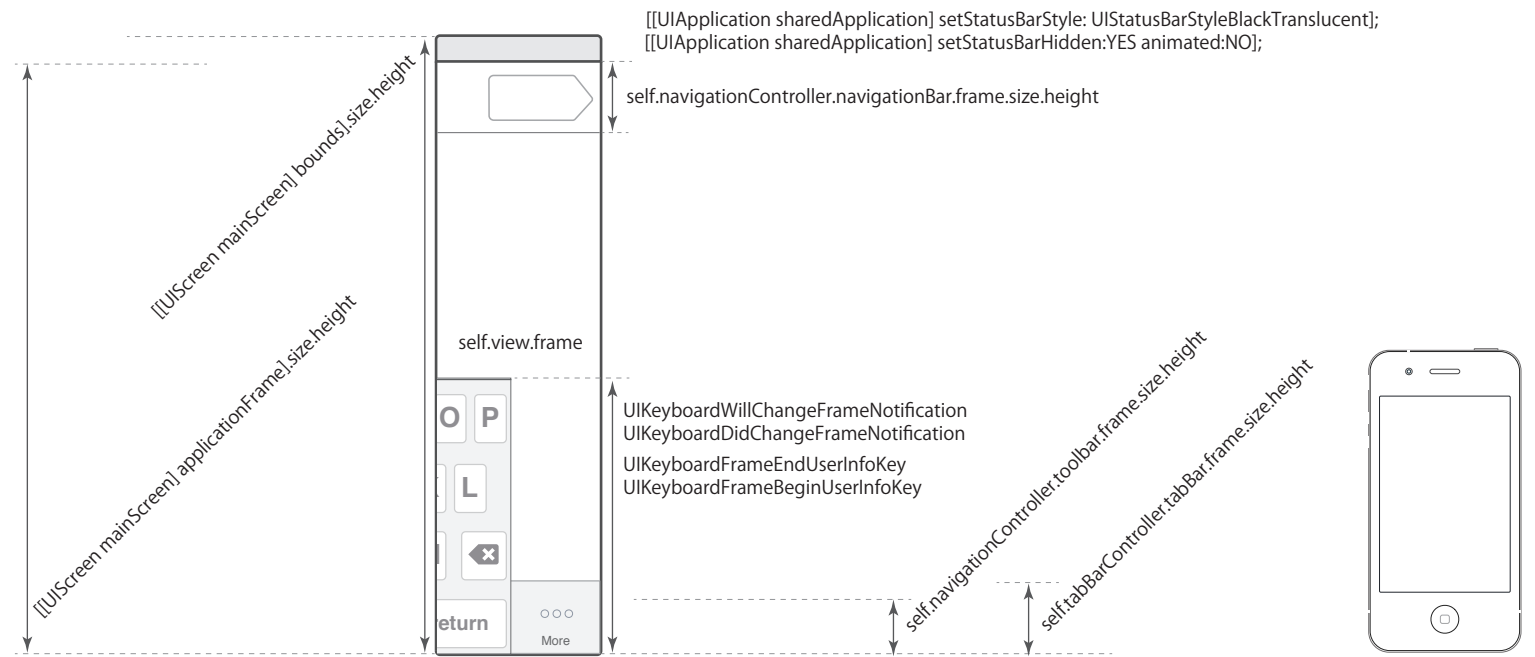 [[UIApplication sharedApplication] setStatusBarStyle: UIStatusBarStyleBlackTranslucent];
[[UIApplication sharedApplication] setStatusBarHidden:YES animated:NO];
self.navigationController.navigationBar.frame.size.height
[[UIScreen mainScreen] bounds].size.height
[[UIScreen mainScreen] applicationFrame].size.height
self.view.frame
UIKeyboardWillChangeFrameNotification
UIKeyboardDidChangeFrameNotification
UIKeyboardFrameEndUserInfoKey
UIKeyboardFrameBeginUserInfoKey
O P
L
eturn
More
self.navigationController.toolbar.frame.size.height
self.tabBarController.tabBar.frame.size.height